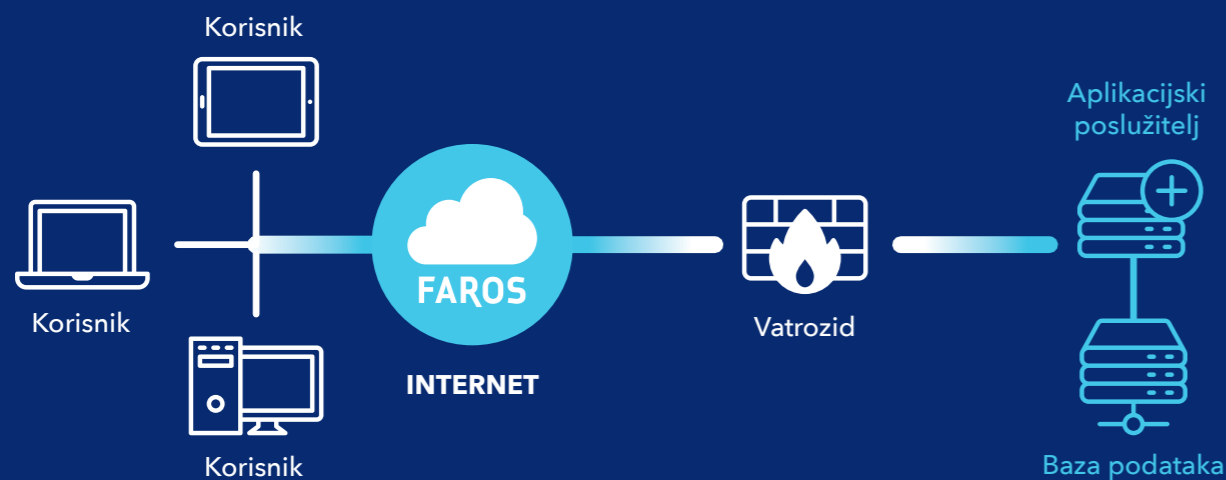 Korisnik
Aplikacijski
poslužitelj
FAROS
Korisnik
Vatrozid
INTERNET
Korisnik
Baza podataka